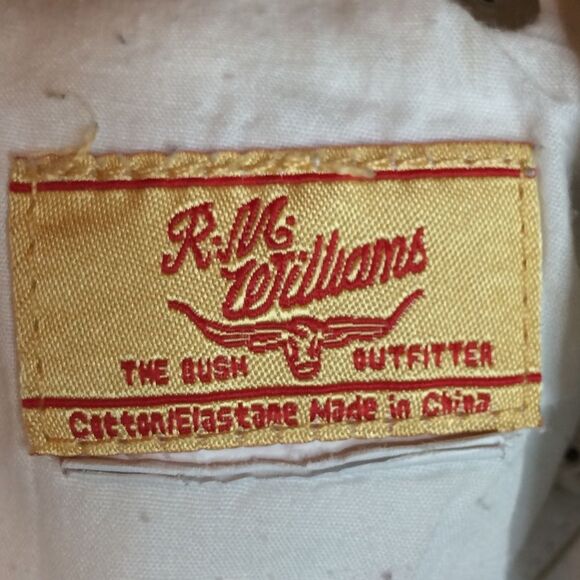 R.M.
Williams
THE BUSH OUTFITTER
Cotton/Elastane Made in China